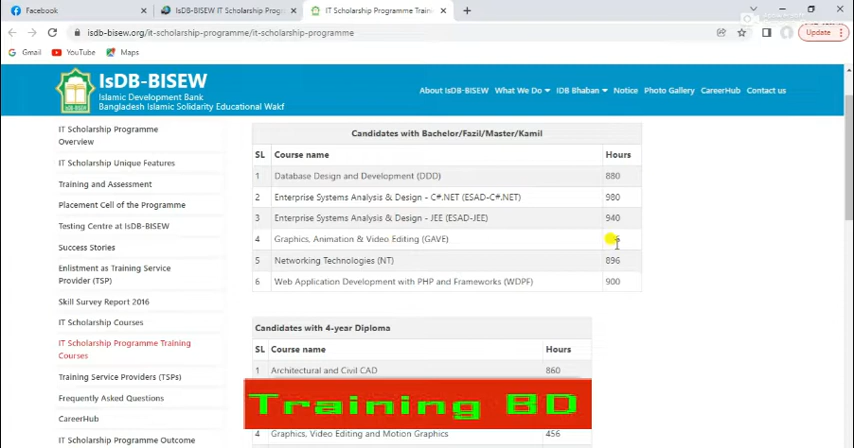 Facebook
IsDB-BISEW IT Scholarship Prog
IT Scholarship Programme Train
isdb-bisew.org/it-scholarship-programme/it-scholarship-programme
Update
Gmail
YouTube
Maps
IsDB-BISEW
Islamic Development Bank
Bangladesh Islamic Solidarity Educational Wakf
About IsDB-BISEW What We Do IDB Bhaban Notice Photo Gallery CareerHub Contact us
IT Scholarship Programme
Overview
IT Scholarship Unique Features
Training and Assessment
Placement Cell of the Programme
Testing Centre at IsDB-BISEW
Success Stories
Enlistment as Training Service
Provider (TSP)
Skill Survey Report 2016
IT Scholarship Courses
IT Scholarship Programme Training
Courses
Training Service Providers (TSPs)
Frequently Asked Questions
CareerHub
IT Scholarship Programme Outcome
Candidates with Bachelor/Fazil/Master/Kamil
SL Course name Hours
1 Database Design and Development (DDD) 880
2 Enterprise Systems Analysis & Design - C#.NET (ESAD-C#.NET) 980
3 Enterprise Systems Analysis & Design - JEE (ESAD-JEE) 940
4 Graphics, Animation & Video Editing (GAVE)
5 Networking Technologies (NT) 896
6 Web Application Development with PHP and Frameworks (WDPF) 900
Candidates with 4-year Diploma
SL Course name Hours
1 Architectural and Civil CAD 860
Training BD
4 Graphics, Video Editing and Motion Graphics 456